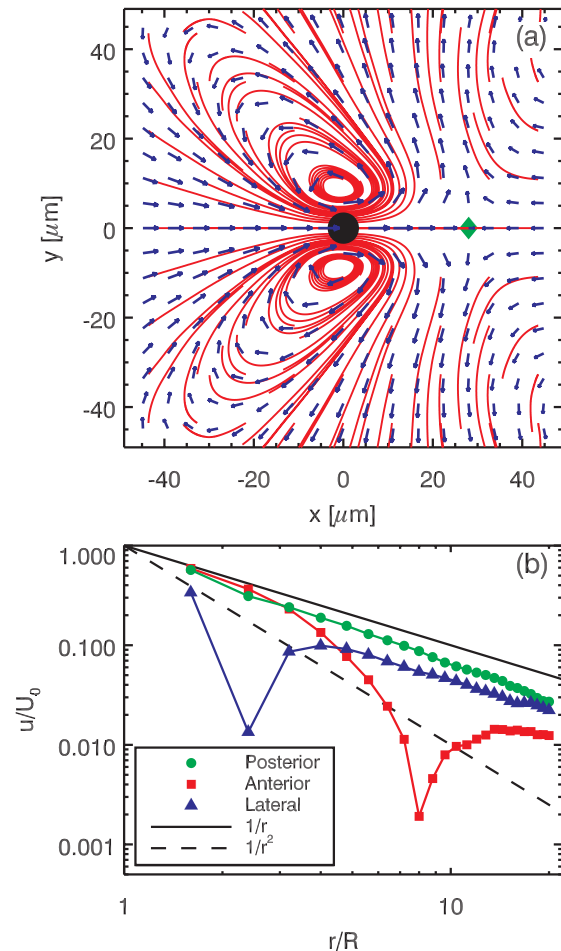 (a)
40
20
0
-20
-40
y [μm]
-40 -20 0 20 40
x [μm]
(b)
1.000
0.100
0.010
0.001
u/U₀
Posterior
Anterior
Lateral
1/r
1/r²
1 10
r/R